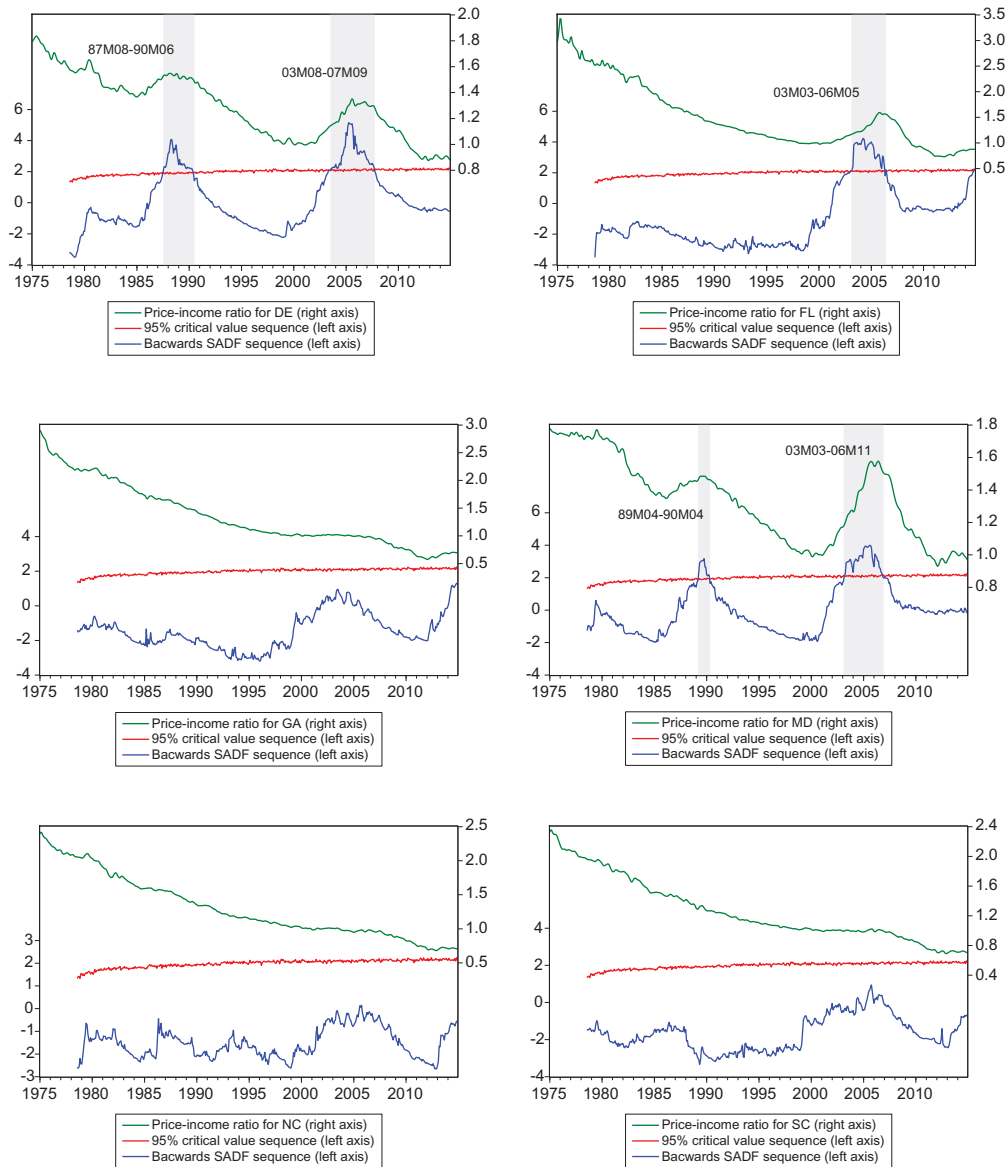 2.0
87M08-90M06
1.8
03M08-07M09
1.6
1.4
6
1.2
4
1.0
2
0.8
0
-2
-4
1975 1980 1985 1990 1995 2000 2005 2010
Price-income ratio for DE (right axis)
95% critical value sequence (left axis)
Bacwards SADF sequence (left axis)
3.5
3.0
2.5
03M03-06M05
2.0
6
1.5
4
1.0
2
0.5
0
-2
-4
1975 1980 1985 1990 1995 2000 2005 2010
Price-income ratio for FL (right axis)
95% critical value sequence (left axis)
Bacwards SADF sequence (left axis)
3.0
2.5
2.0
1.5
4
1.0
2
0.5
0
-2
-4
1975 1980 1985 1990 1995 2000 2005 2010
Price-income ratio for GA (right axis)
95% critical value sequence (left axis)
Bacwards SADF sequence (left axis)
1.8
03M03-06M11
1.6
1.4
89M04-90M04
6
1.2
4
1.0
2
0.8
0
-2
-4
1975 1980 1985 1990 1995 2000 2005 2010
Price-income ratio for MD (right axis)
95% critical value sequence (left axis)
Bacwards SADF sequence (left axis)
2.5
2.0
1.5
3
1.0
2
0.5
1
0
-1
-2
-3
1975 1980 1985 1990 1995 2000 2005 2010
Price-income ratio for NC (right axis)
95% critical value sequence (left axis)
Bacwards SADF sequence (left axis)
2.4
2.0
1.6
1.2
4
0.8
2
0.4
0
-2
-4
1975 1980 1985 1990 1995 2000 2005 2010
Price-income ratio for SC (right axis)
95% critical value sequence (left axis)
Bacwards SADF sequence (left axis)